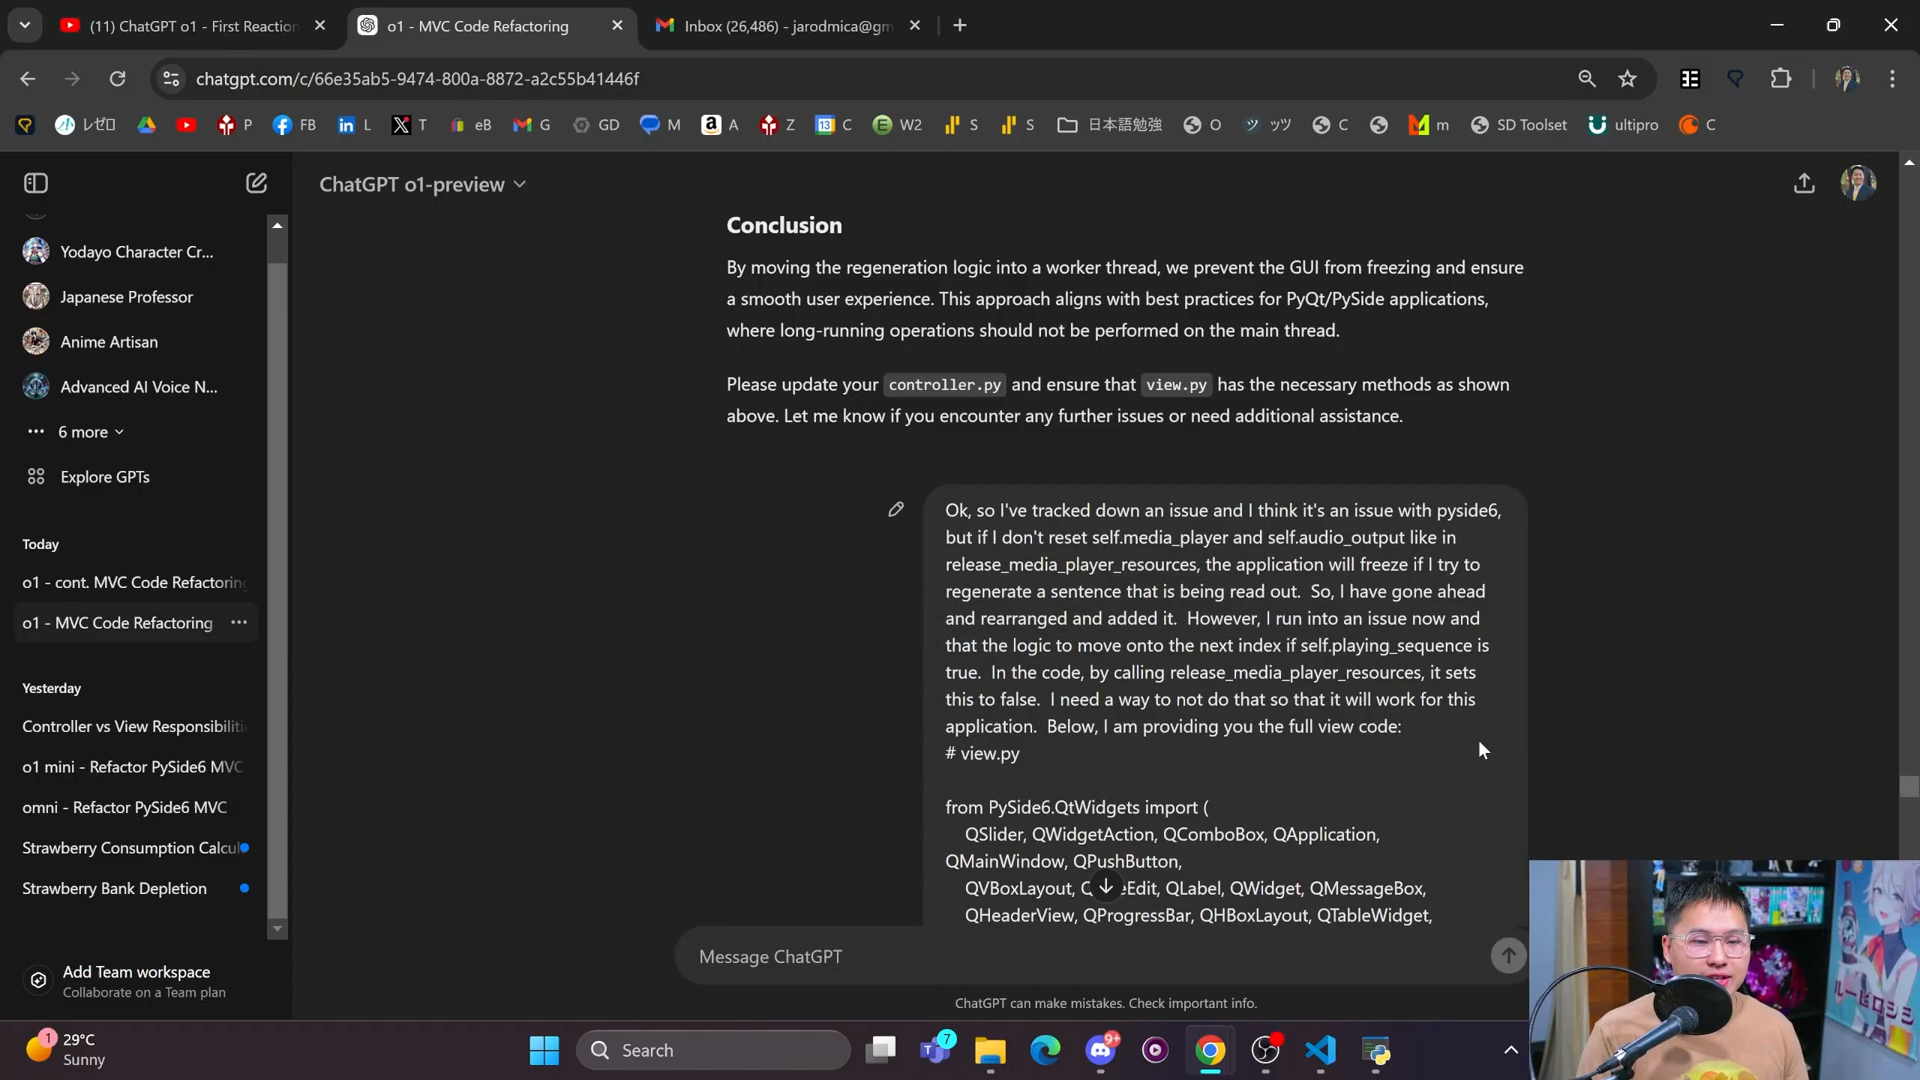 (11) ChatGPT o1 - First Reaction
o1 - MVC Code Refactoring
Inbox (26,486) - jarodmica@gm
chatgpt.com/c/66e35ab5-9474-800a-8872-a2c55b41446f
レゼロ
P
FB
L
T
eB
G
GD
M
A
Z
C
W2
S
S
日本語勉強
O
ッツ
C
m
SD Toolset
ultipro
C
ChatGPT o1-preview
Yodayo Character Cr...
Japanese Professor
Anime Artisan
Advanced AI Voice N...
6 more
Explore GPTs
Today
o1 - cont. MVC Code Refactoring
o1 - MVC Code Refactoring
Yesterday
Controller vs View Responsibiliti
o1 mini - Refactor PySide6 MVC
omni - Refactor PySide6 MVC
Strawberry Consumption Calcul
Strawberry Bank Depletion
Add Team workspace
Collaborate on a Team plan
Conclusion
By moving the regeneration logic into a worker thread, we prevent the GUI from freezing and ensure
a smooth user experience. This approach aligns with best practices for PyQt/PySide applications,
where long-running operations should not be performed on the main thread.
Please update your controller.py and ensure that view.py has the necessary methods as shown
above. Let me know if you encounter any further issues or need additional assistance.
Ok, so I've tracked down an issue and I think it's an issue with pyside6,
but if I don't reset self.media_player and self.audio_output like in
release_media_player_resources, the application will freeze if I try to
regenerate a sentence that is being read out. So, I have gone ahead
and rearranged and added it. However, I run into an issue now and
that the logic to move onto the next index if self.playing_sequence is
true. In the code, by calling release_media_player_resources, it sets
this to false. I need a way to not do that so that it will work for this
application. Below, I am providing you the full view code:
# view.py
from PySide6.QtWidgets import (
QSlider, QWidgetAction, QComboBox, QApplication,
QMainWindow, QPushButton,
QVBoxLayout, Q eEdit, QLabel, QWidget, QMessageBox,
QHeaderView, QProgressBar, QHBoxLayout, QTableWidget,
Message ChatGPT
ChatGPT can make mistakes. Check important info.
1
29°C
Sunny
Search
7
9+